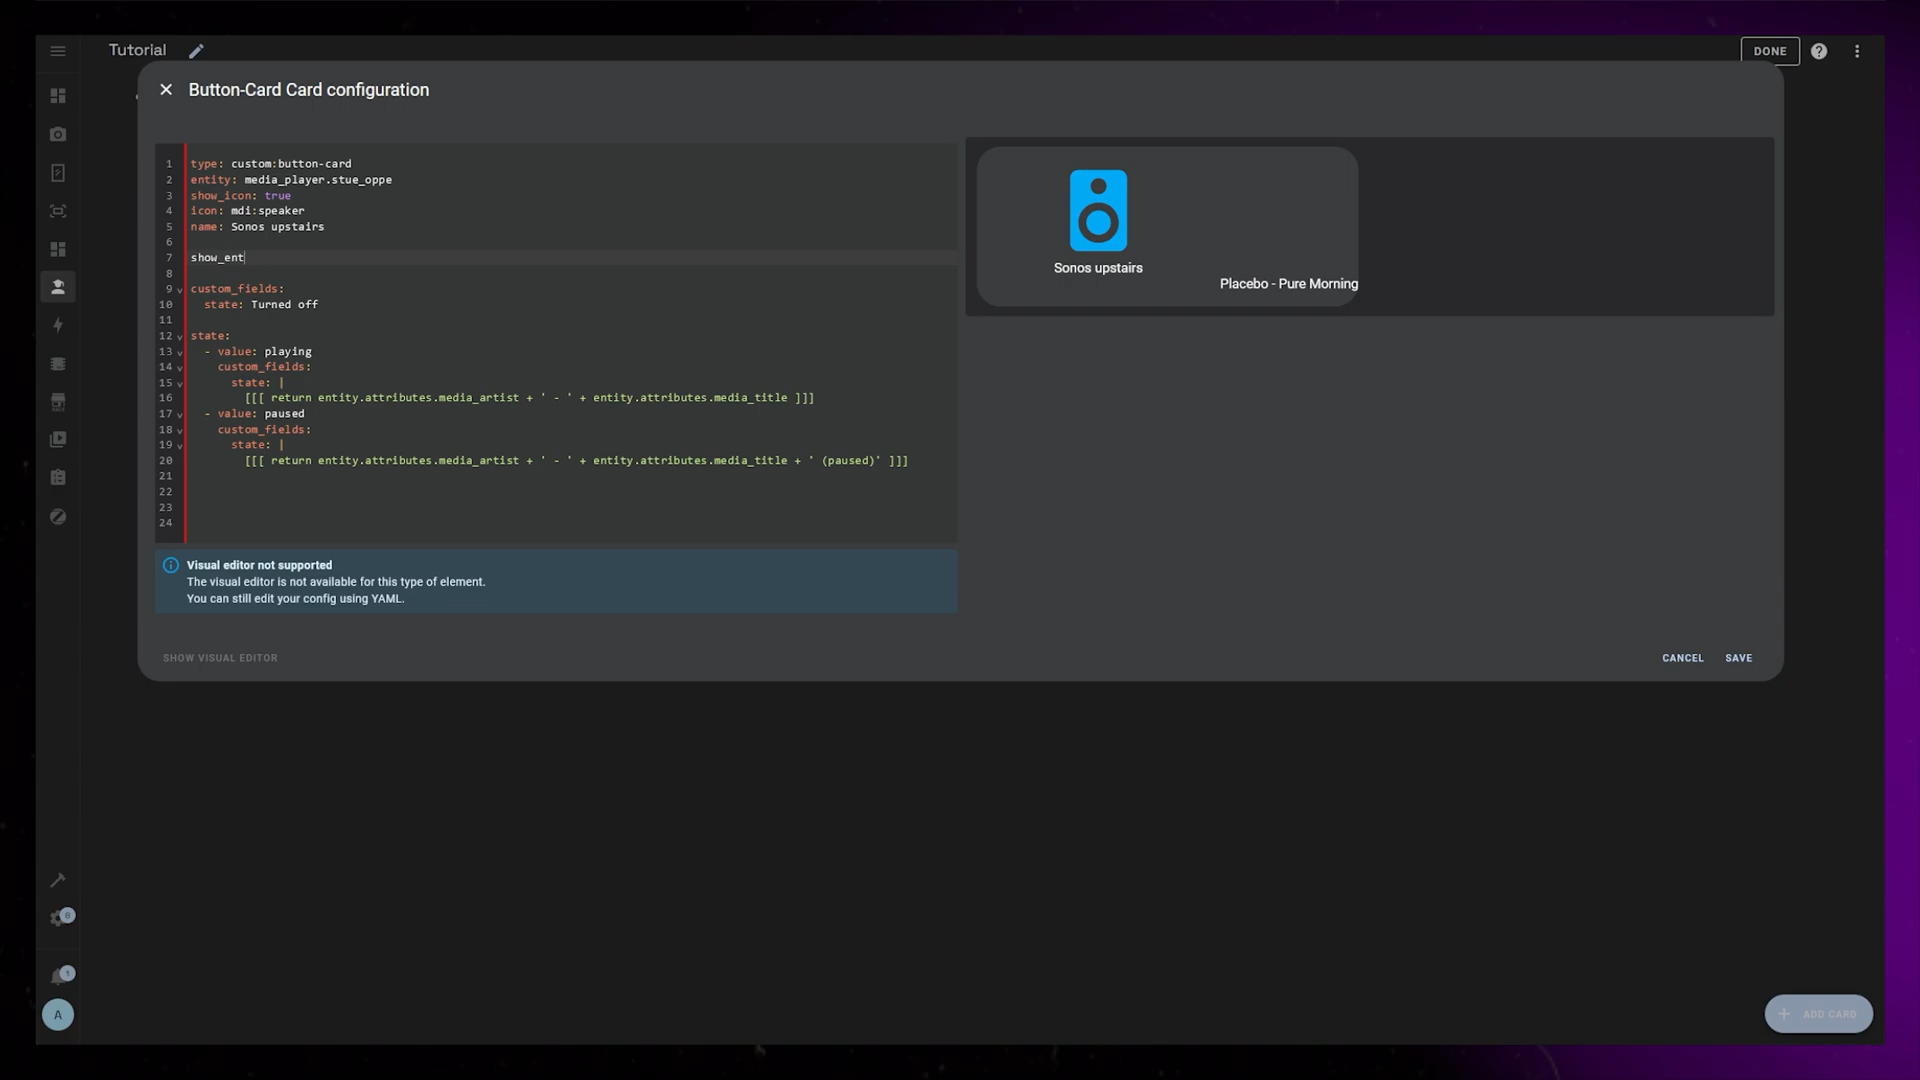 Tutorial
DONE
Button-Card Card configuration
1 type: custom:button-card
2 entity: media_player.stue_oppe
3 show_icon: true
4 icon: mdi:speaker
5 name: Sonos upstairs
6
7 show_ent
8
9 custom_fields:
10 state: Turned off
11
12 state:
13 - value: playing
14 custom_fields:
15 state: |
16 [[[ return entity.attributes.media_artist + ' - ' + entity.attributes.media_title ]]]
17 - value: paused
18 custom_fields:
19 state: |
20 [[[ return entity.attributes.media_artist + ' - ' + entity.attributes.media_title + ' (paused)' ]]]
21
22
23
24
Sonos upstairs
Placebo - Pure Morning
Visual editor not supported
The visual editor is not available for this type of element.
You can still edit your config using YAML.
SHOW VISUAL EDITOR
CANCEL
SAVE
1
A
+ ADD CARD